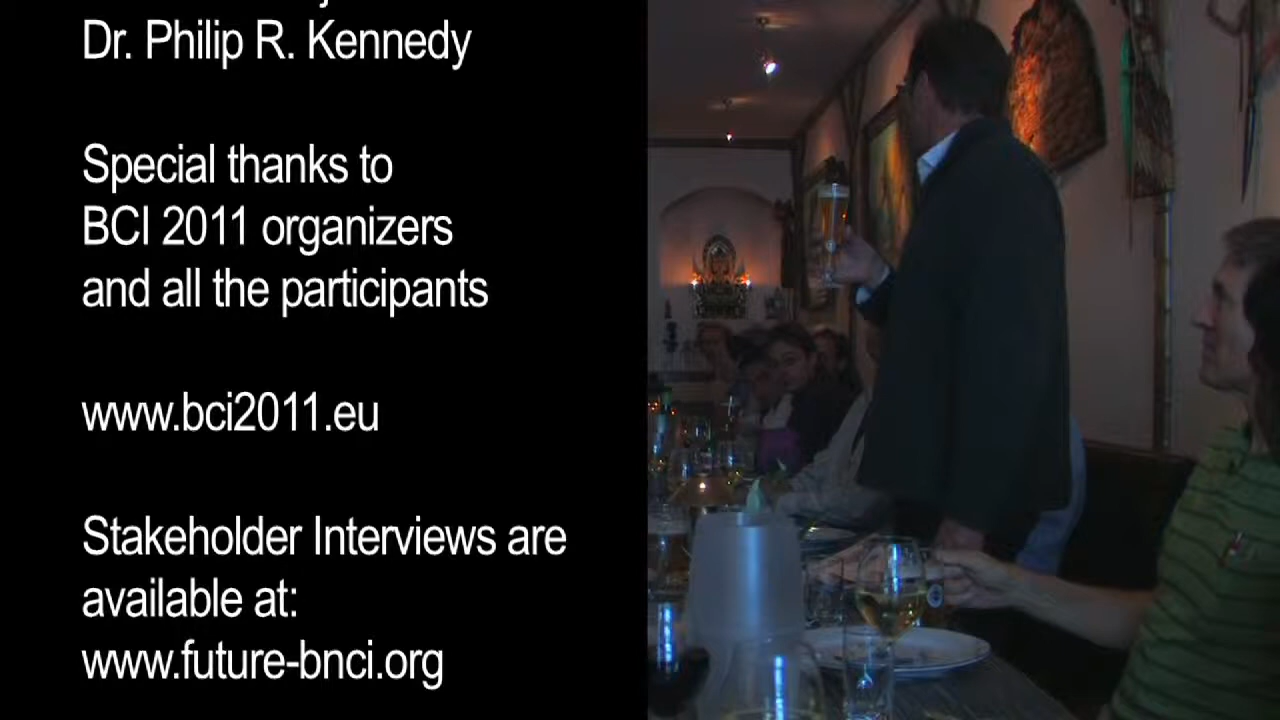 Dr. Philip R. Kennedy
Special thanks to
BCI 2011 organizers
and all the participants
www.bci2011.eu
Stakeholder Interviews are
available at:
www.future-bnci.org